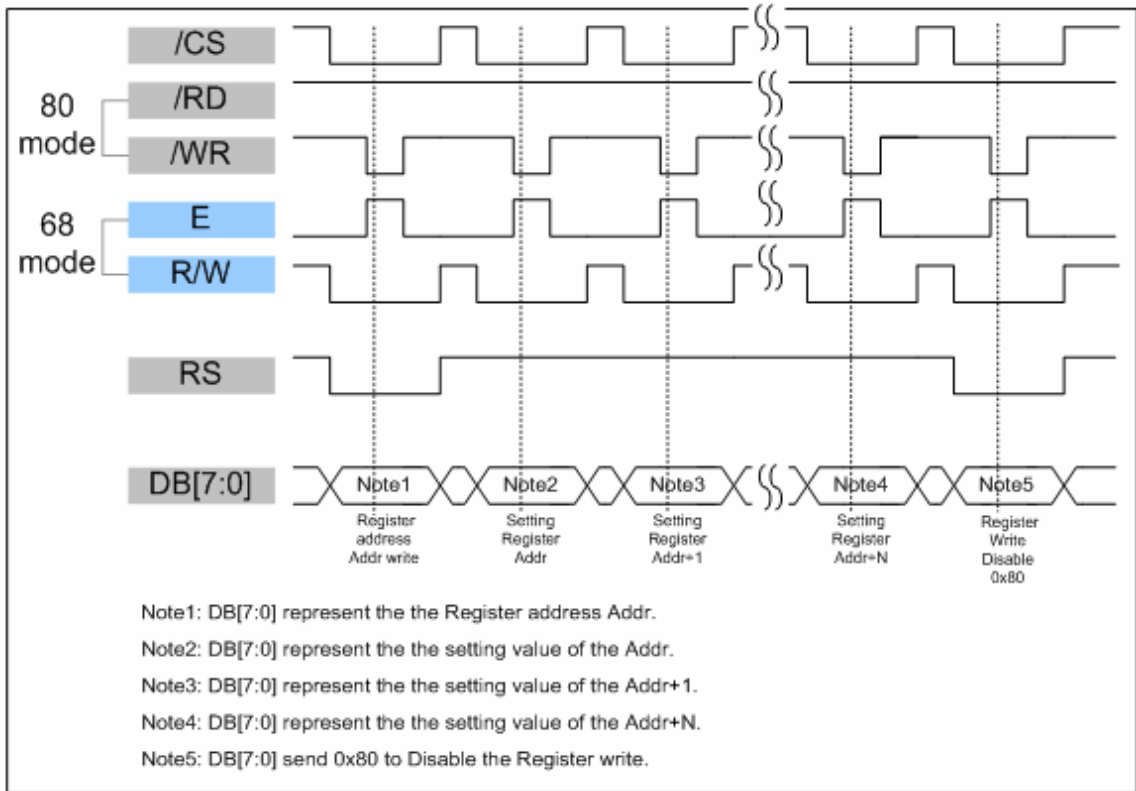 /CS
80
mode
/RD
/WR
68
mode
E
R/W
RS
DB[7:0]
Note1
Note2
Note3
Note4
Note5
Register
address
Addr write
Setting
Register
Addr
Setting
Register
Addr+1
Setting
Register
Addr+N
Register
Write
Disable
0x80
Note1: DB[7:0] represent the the Register address Addr.
Note2: DB[7:0] represent the the setting value of the Addr.
Note3: DB[7:0] represent the the setting value of the Addr+1.
Note4: DB[7:0] represent the the setting value of the Addr+N.
Note5: DB[7:0] send 0x80 to Disable the Register write.